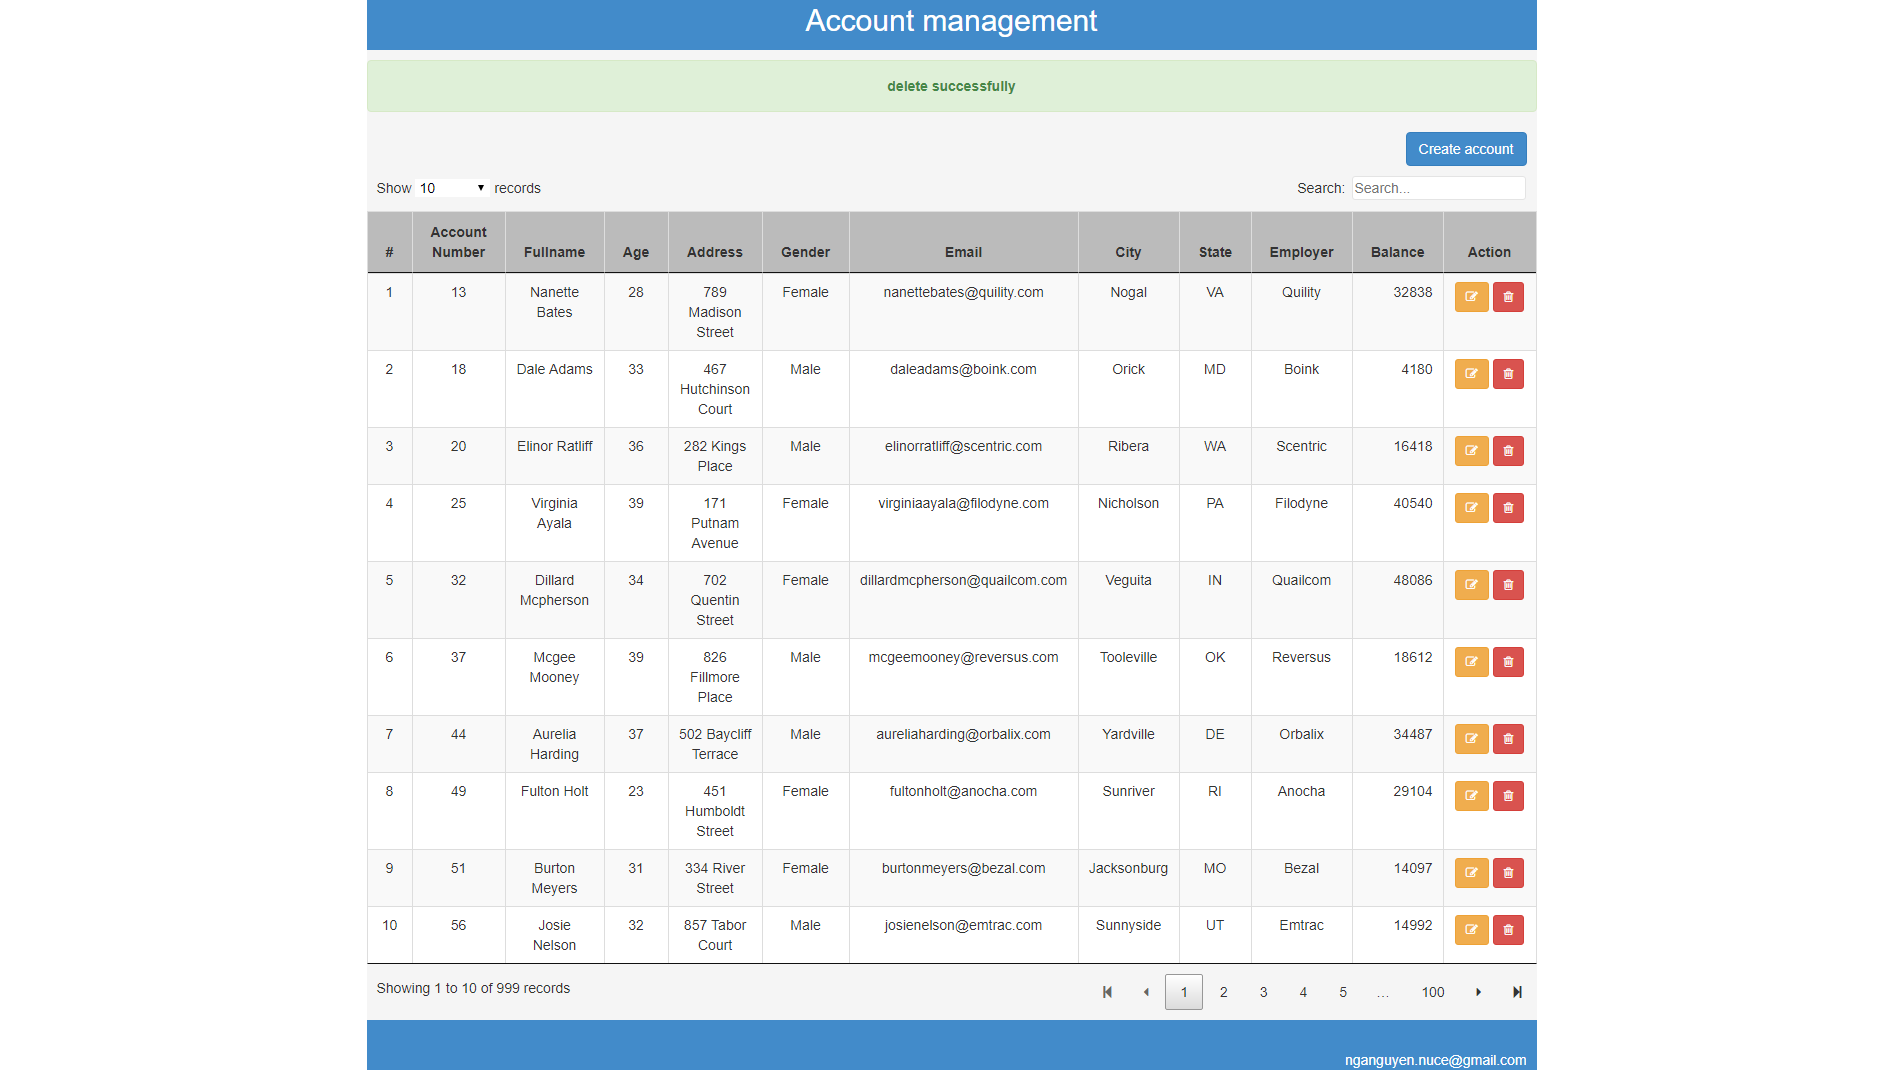 Account management
delete successfully
Create account
Show 10 records
Search: Search...
# Account Number Fullname Age Address Gender Email City State Employer Balance Action
1 13 Nanette Bates 28 789 Madison Street Female nanettebates@quility.com Nogal VA Quility 32838
2 18 Dale Adams 33 467 Hutchinson Court Male daleadams@boink.com Orick MD Boink 4180
3 20 Elinor Ratliff 36 282 Kings Place Male elinorratliff@scentric.com Ribera WA Scentric 16418
4 25 Virginia Ayala 39 171 Putnam Avenue Female virginiaayala@filodyne.com Nicholson PA Filodyne 40540
5 32 Dillard Mcpherson 34 702 Quentin Street Female dillardmcpherson@quailcom.com Veguita IN Quailcom 48086
6 37 Mcgee Mooney 39 826 Fillmore Place Male mcgeemooney@reversus.com Tooleville OK Reversus 18612
7 44 Aurelia Harding 37 502 Baycliff Terrace Male aureliaharding@orbalix.com Yardville DE Orbalix 34487
8 49 Fulton Holt 23 451 Humboldt Street Female fultonholt@anocha.com Sunriver RI Anocha 29104
9 51 Burton Meyers 31 334 River Street Female burtonmeyers@bezal.com Jacksonburg MO Bezal 14097
10 56 Josie Nelson 32 857 Tabor Court Male josienelson@emtrac.com Sunnyside UT Emtrac 14992
Showing 1 to 10 of 999 records
1 2 3 4 5 … 100
nganguyen.nuce@gmail.com